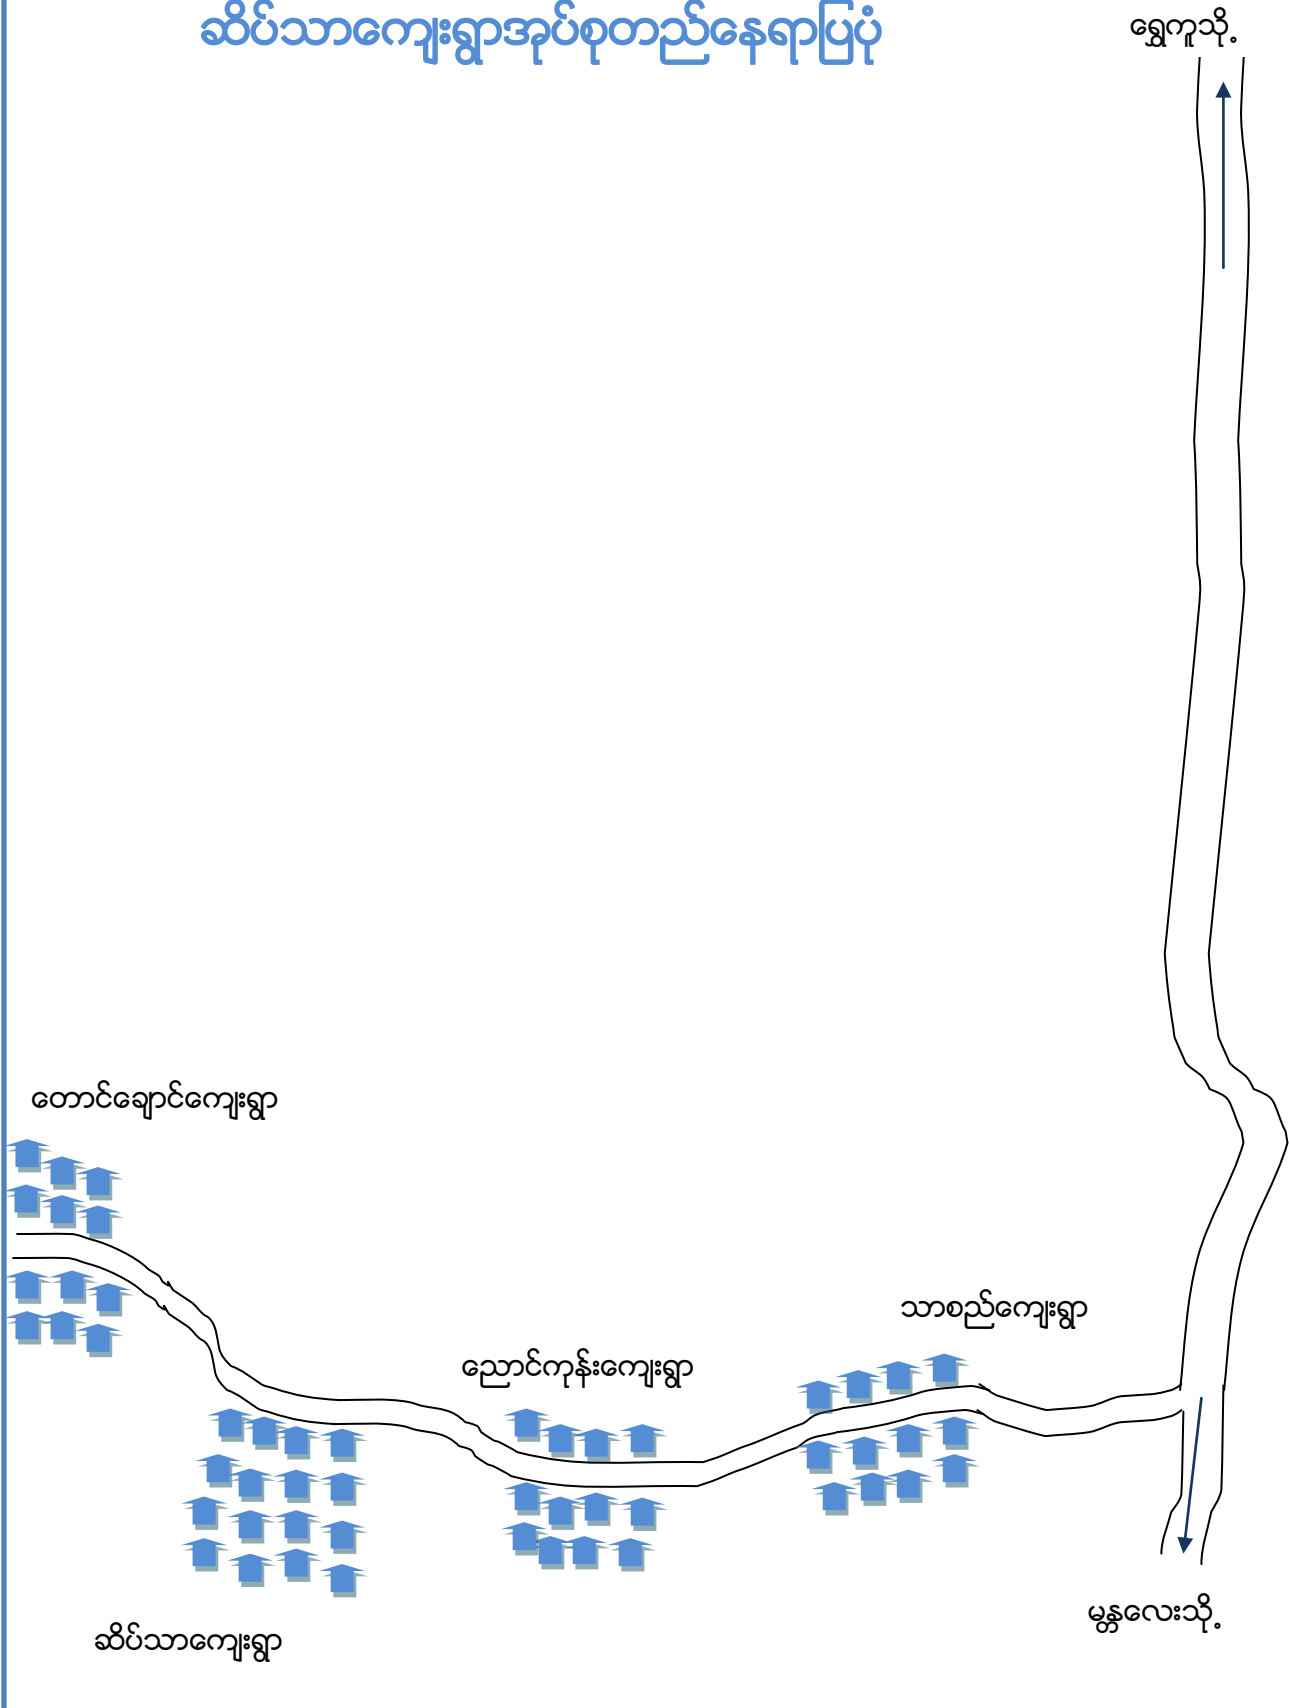 ဆိပ်သာကျေးရွာအုပ်စုတည်နေရာပြပုံ
ရွှေကူသို့
တောင်ချောင်ကျေးရွာ
သာစည်ကျေးရွာ
ညောင်ကုန်းကျေးရွာ
မန္တလေးသို့
ဆိပ်သာကျေးရွာ